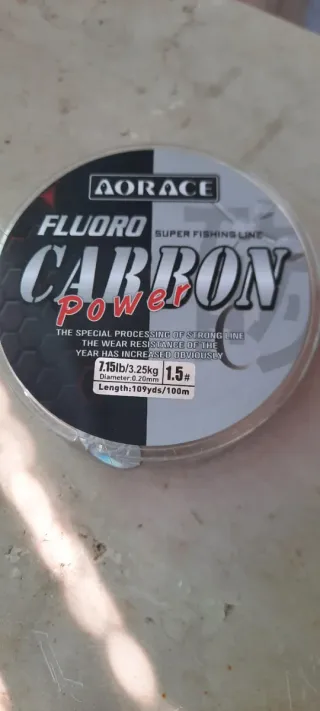 AORACE
FLUORO SUPER FISHING LINE
CARBON
Power
THE SPECIAL PROCESSING OF STRONG LINE
THE WEAR RESISTANCE OF THE
YEAR HAS INCREASED OBVIOUSLY
7.15lb/3.25kg 1.5#
Diameter:0.20mm
Length:109yds/100m